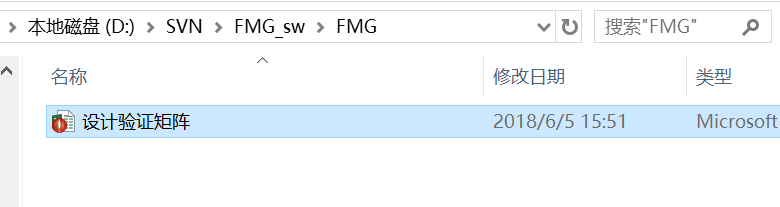 本地磁盘 (D:) SVN FMG_sw FMG 搜索"FMG"
名称 修改日期 类型
设计验证矩阵 2018/6/5 15:51 Microsoft